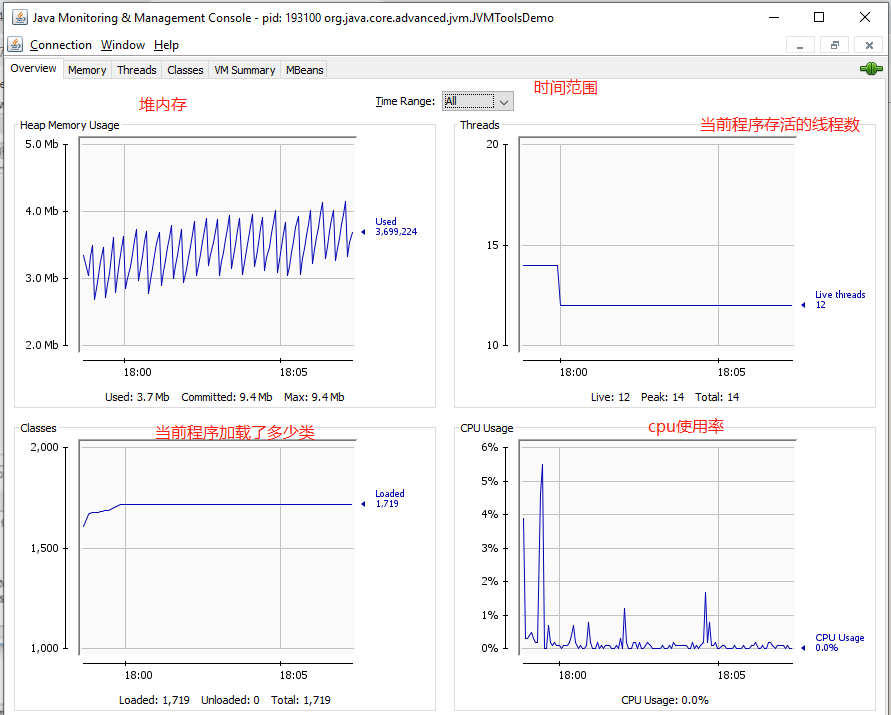 Java Monitoring & Management Console - pid: 193100 org.java.core.advanced.jvm.JVMToolsDemo
Connection Window Help
Overview Memory Threads Classes VM Summary MBeans
堆内存
Time Range: All
时间范围
Heap Memory Usage
5.0 Mb
4.0 Mb
3.0 Mb
2.0 Mb
Used
3,699,224
18:00 18:05
Used: 3.7 Mb Committed: 9.4 Mb Max: 9.4 Mb
Threads
当前程序存活的线程数
20
15
10
Live threads
12
18:00 18:05
Live: 12 Peak: 14 Total: 14
Classes
当前程序加载了多少类
2,000
1,500
1,000
Loaded
1,719
18:00 18:05
Loaded: 1,719 Unloaded: 0 Total: 1,719
CPU Usage
cpu使用率
6%
5%
4%
3%
2%
1%
0%
CPU Usage
0.0%
18:00 18:05
CPU Usage: 0.0%